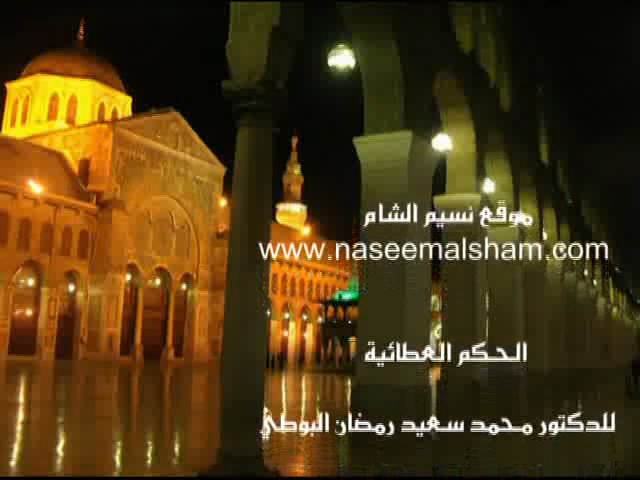 موقع نسيم الشام
www.naseemalsham.com
الحكم العطائية
للدكتور محمد سعيد رمضان البوطي